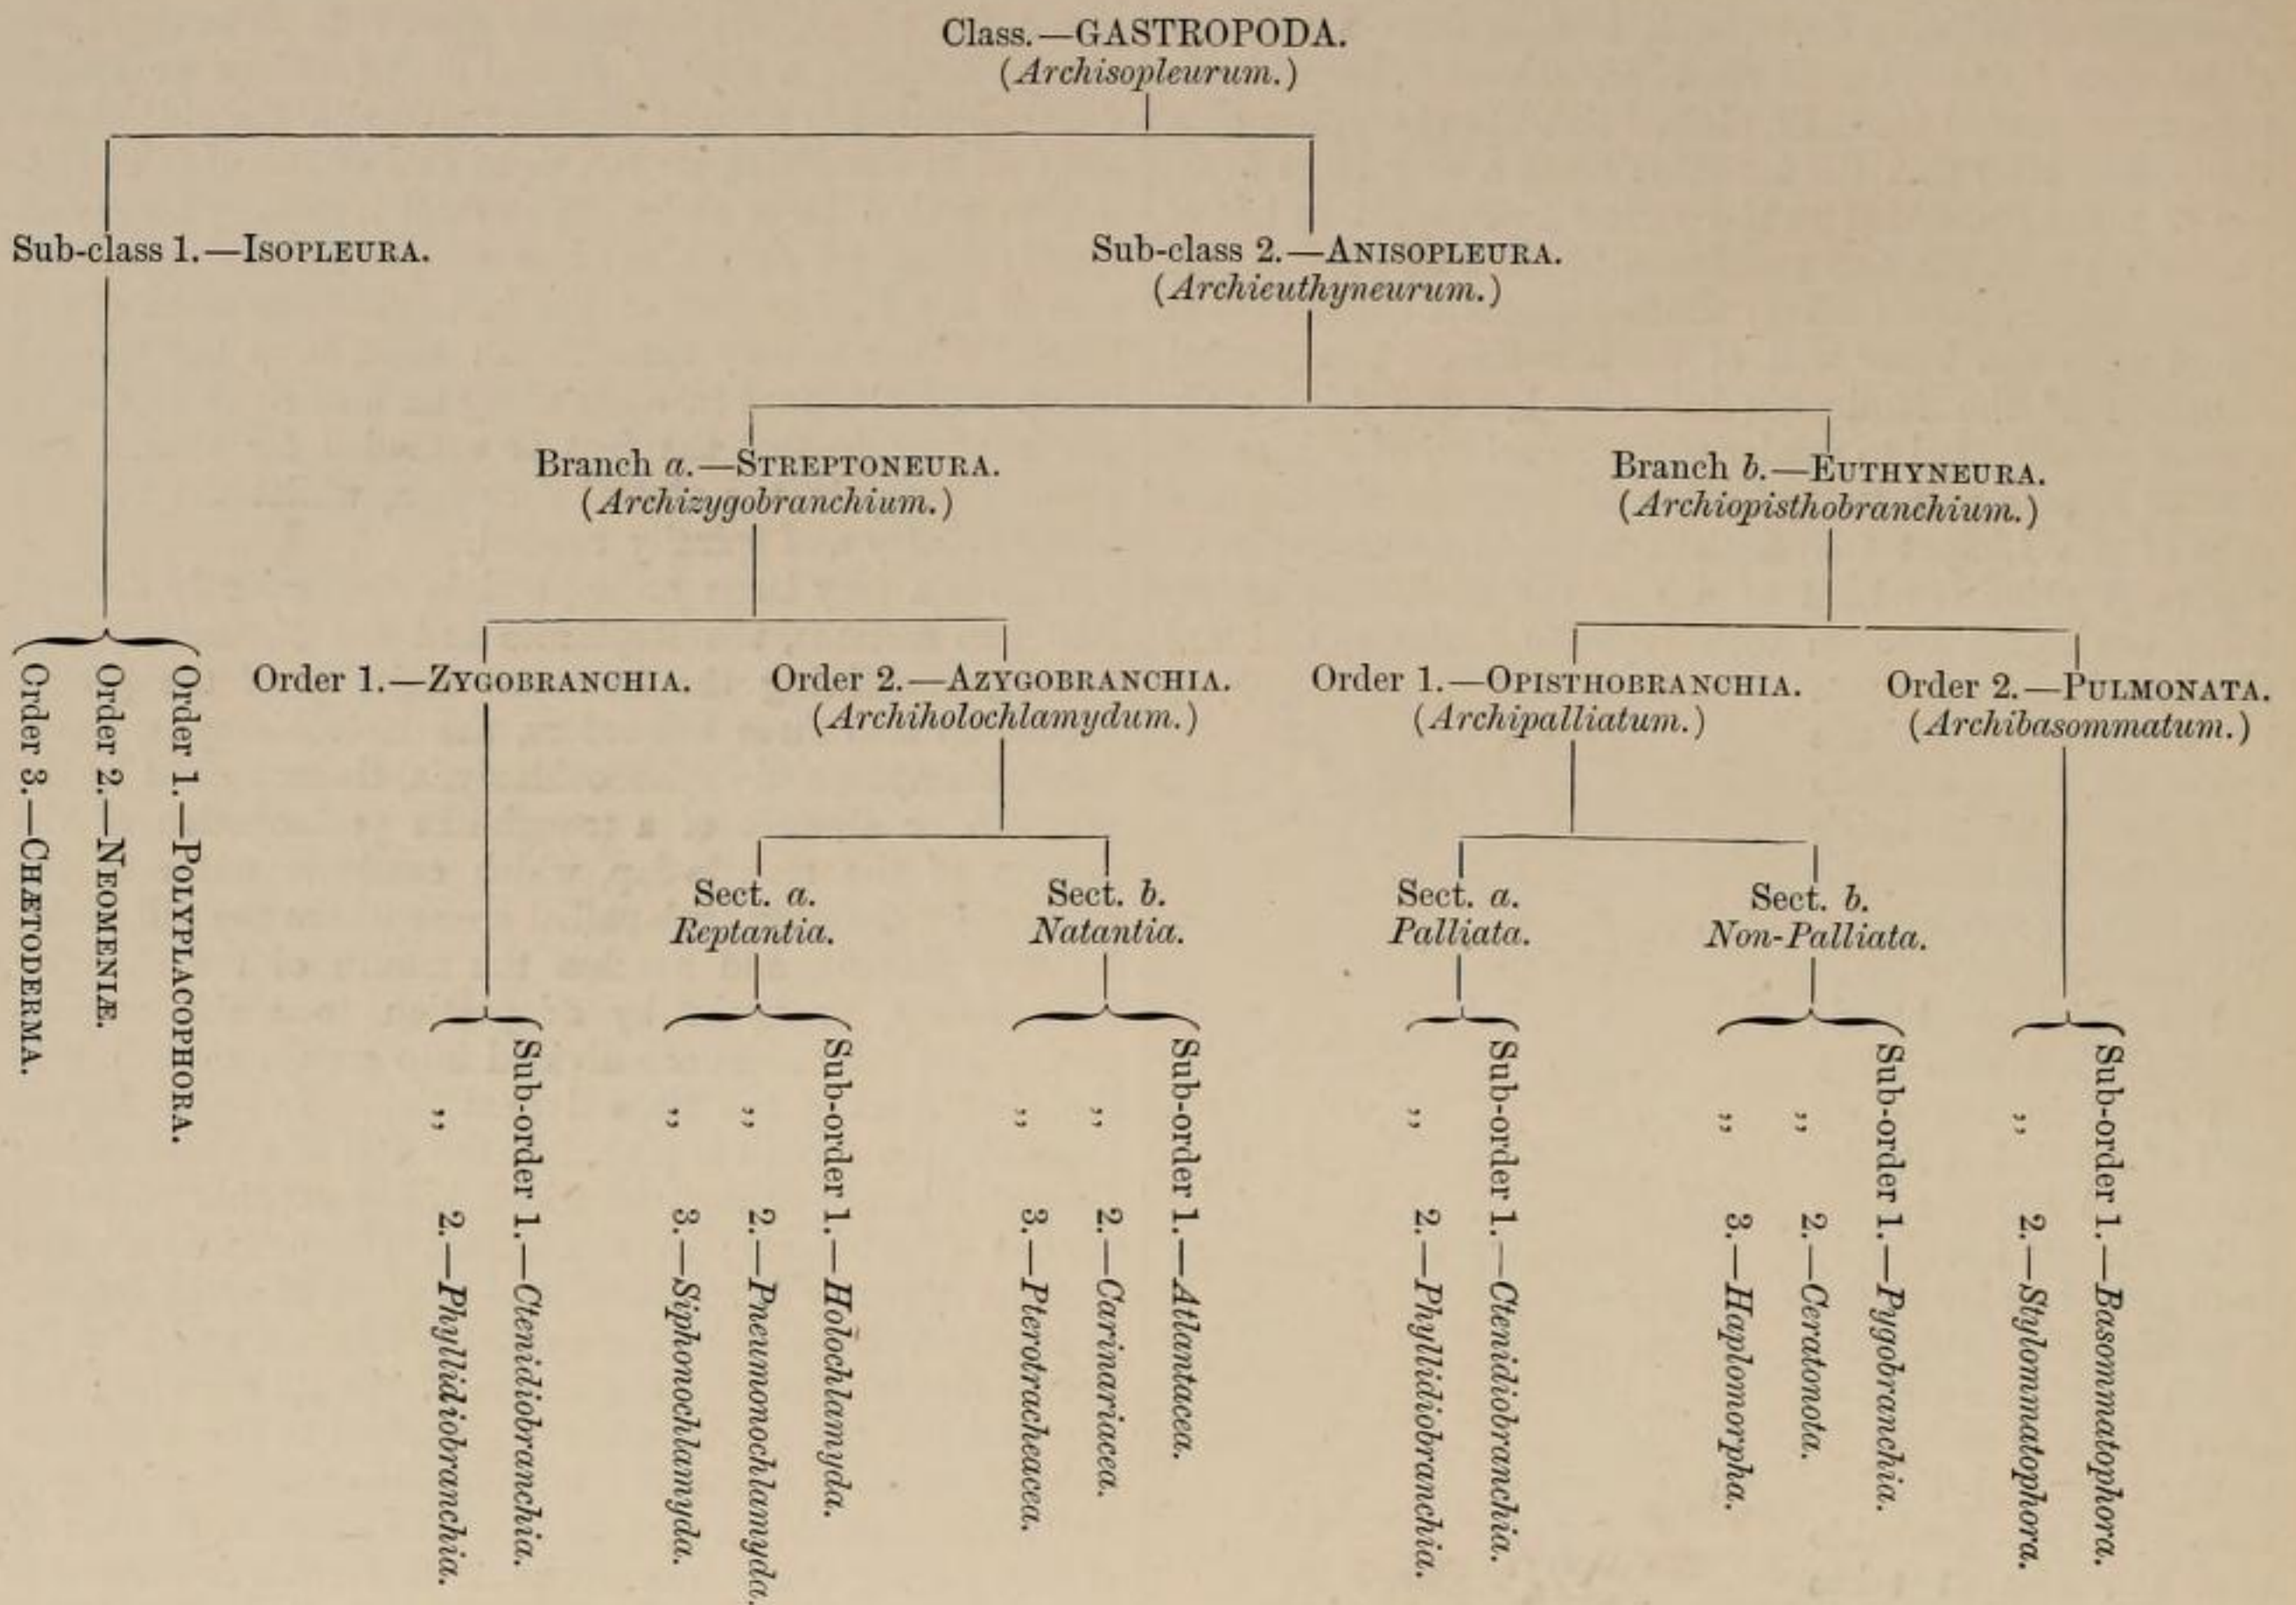 Class.—GASTROPODA.
(Archisopleurum.)
Sub-class 1.—ISOPLEURA.
Sub-class 2.—ANISOPLEURA.
(Archieuthyneurum.)
Branch a.—STREPTONEURA.
(Archizygobranchium.)
Branch b.—EUTHYNEURA.
(Archiopisthobranchium.)
Order 1.—POLYPLACOPHORA.
Order 2.—NEOMENIÆ.
Order 3.—CHÆTODERMA.
Order 1.—ZYGOBRANCHIA.
Order 2.—AZYGOBRANCHIA.
(Archiholochlamydum.)
Order 1.—OPISTHOBRANCHIA.
(Archipalliatum.)
Order 2.—PULMONATA.
(Archibasommatum.)
Sect. a.
Reptantia.
Sect. b.
Natantia.
Sect. a.
Palliata.
Sect. b.
Non-Palliata.
Sub-order 1.—Ctenidiobranchia.
,, 2.—Phyllidiobranchia.
Sub-order 1.—Holochlamyda.
,, 2.—Pneumonochlamyda.
,, 3.—Siphonochlamyda.
Sub-order 1.—Atlantacea.
,, 2.—Carinariacea.
,, 3.—Pterotracheacea.
Sub-order 1.—Ctenidiobranchia.
,, 2.—Phyllidiobranchia.
Sub-order 1.—Pygobranchia.
,, 2.—Ceratonota.
,, 3.—Haplomorpha.
Sub-order 1.—Basommatophora.
,, 2.—Stylommatophora.